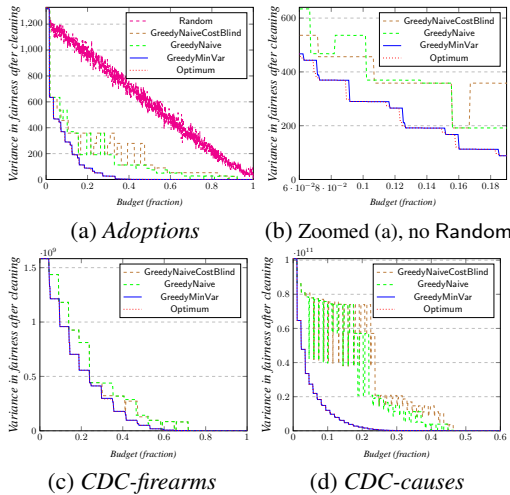 Variance in fairness after cleaning
1,200
1,000
800
600
400
200
0
0 0.2 0.4 0.6 0.8 1
Budget (fraction)
Random
GreedyNaiveCostBlind
GreedyNaive
GreedyMinVar
Optimum
(a) Adoptions
600
400
200
0
6 · 10⁻² 8 · 10⁻² 0.1 0.12 0.14 0.16 0.18
Budget (fraction)
GreedyNaiveCostBlind
GreedyNaive
GreedyMinVar
Optimum
(b) Zoomed (a), no Random
Variance in fairness after cleaning
·10⁹
1.5
1
0.5
0
0 0.2 0.4 0.6 0.8 1
Budget (fraction)
GreedyNaiveCostBlind
GreedyNaive
GreedyMinVar
Optimum
(c) CDC-firearms
Variance in fairness after cleaning
·10¹¹
1
0.8
0.6
0.4
0.2
0
0 0.1 0.2 0.3 0.4 0.5 0.6
Budget (fraction)
GreedyNaiveCostBlind
GreedyNaive
GreedyMinVar
Optimum
(d) CDC-causes